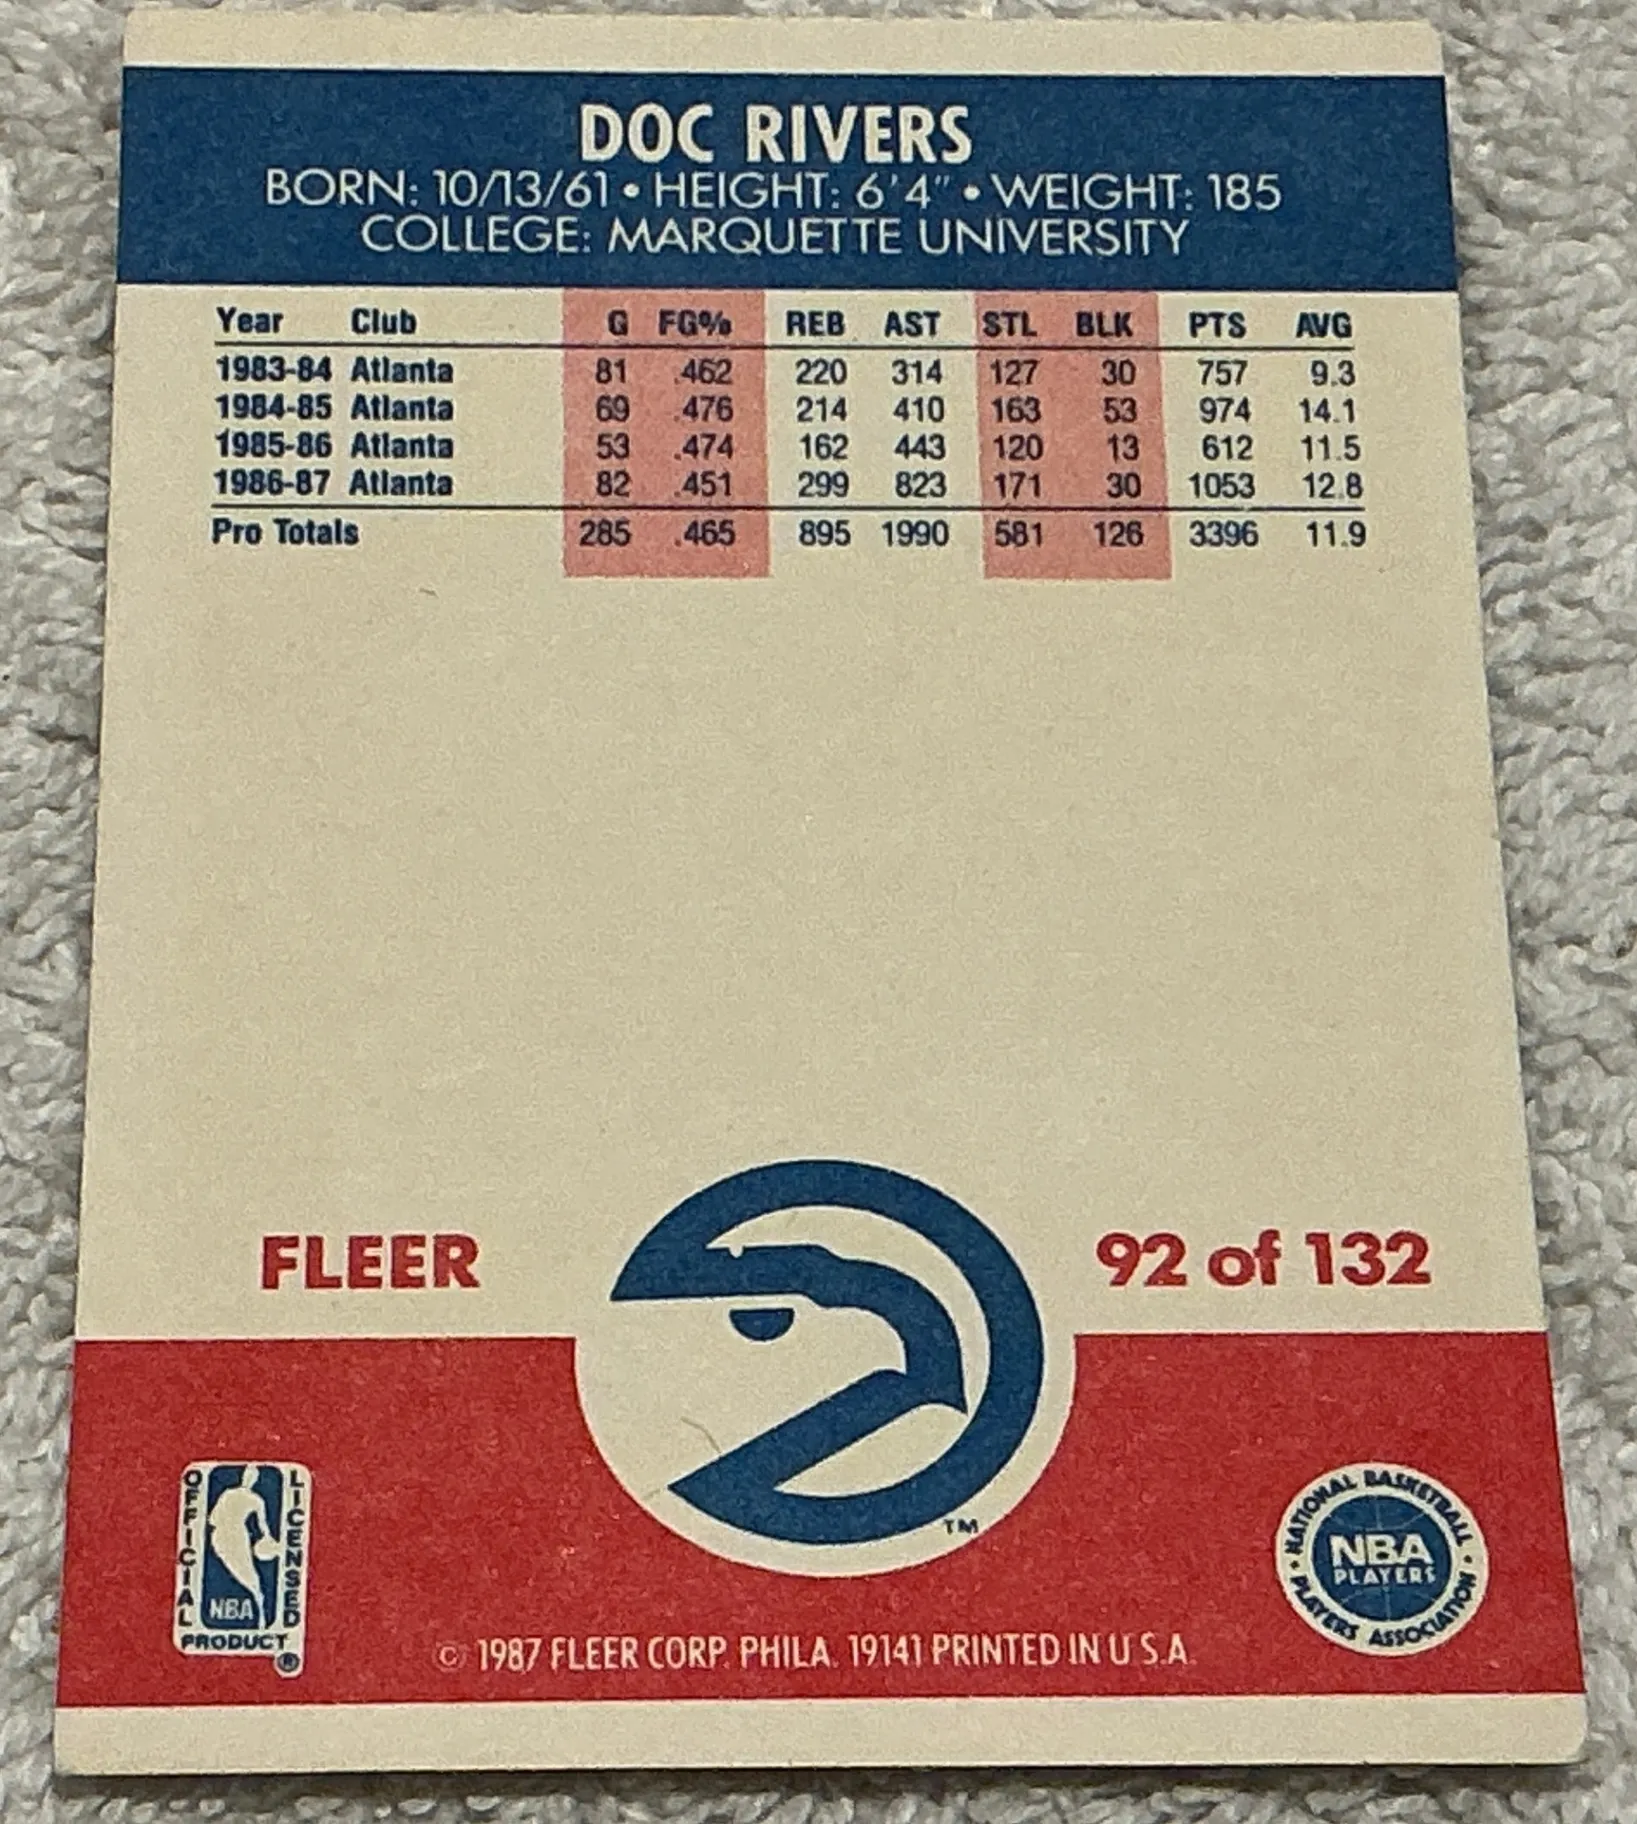 DOC RIVERS
BORN: 10/13/61 • HEIGHT: 6'4" • WEIGHT: 185
COLLEGE: MARQUETTE UNIVERSITY
Year Club G FG% REB AST STL BLK PTS AVG
1983-84 Atlanta 81 .462 220 314 127 30 757 9.3
1984-85 Atlanta 69 .476 214 410 163 53 974 14.1
1985-86 Atlanta 53 .474 162 443 120 13 612 11.5
1986-87 Atlanta 82 .451 299 823 171 30 1053 12.8
Pro Totals 285 .465 895 1990 581 126 3396 11.9
FLEER
92 of 132
TM
OFFICIAL
LICENSED
NBA
PRODUCT
®
• NATIONAL BASKETBALL •
NBA
PLAYERS
PLAYERS ASSOCIATION
© 1987 FLEER CORP. PHILA. 19141 PRINTED IN U S.A.